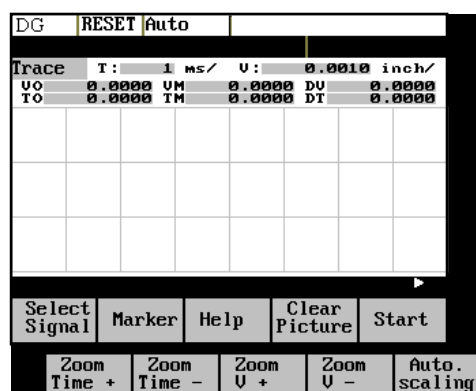 DG RESET Auto
Trace T: 1 ms/ V: 0.0010 inch/
VO 0.0000 VM 0.0000 DV 0.0000
TO 0.0000 TM 0.0000 DT 0.0000
Select Signal Marker Help Clear Picture Start
Zoom Time + Zoom Time - Zoom V + Zoom V - Auto. scaling